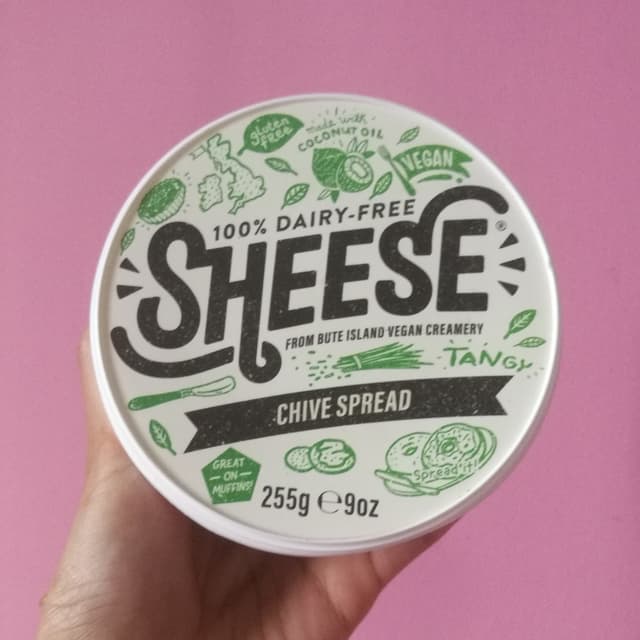 gluten
free
made with
COCONUT OIL
VEGAN
100% DAIRY-FREE
SHEESE®
FROM BUTE ISLAND VEGAN CREAMERY
TANGY
CHIVE SPREAD
GREAT
ON
MUFFINS!
Spread it!
255g ℮ 9oz